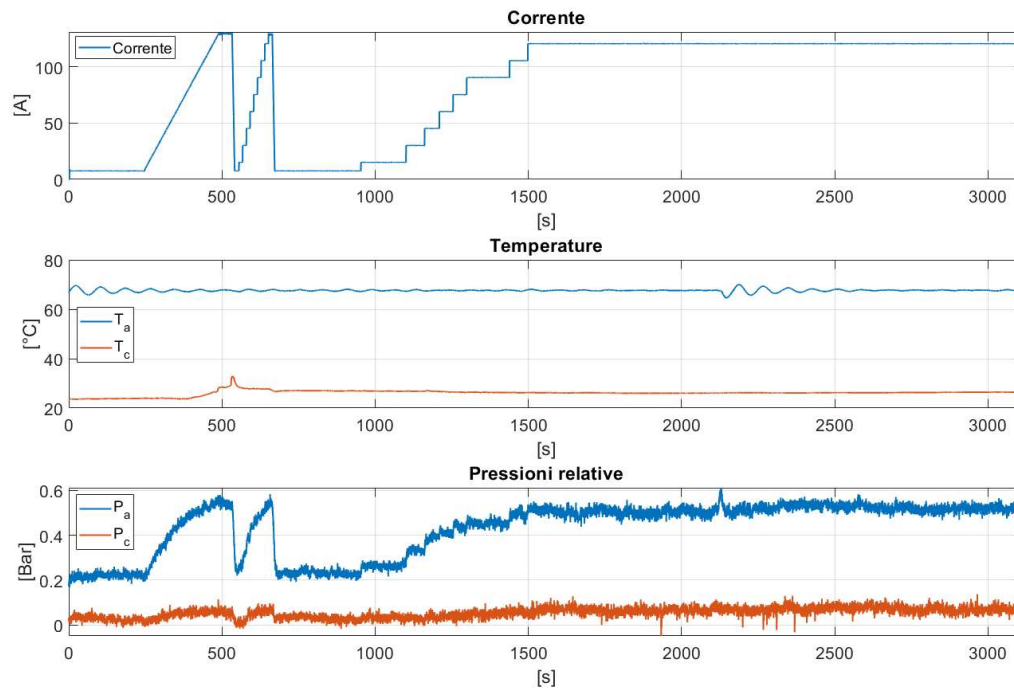 Corrente
Corrente
[A]
100
50
0
0 500 1000 1500 2000 2500 3000
[s]
Temperature
[°C]
80
60
40
20
T_a
T_c
0 500 1000 1500 2000 2500 3000
[s]
Pressioni relative
[Bar]
0.6
0.4
0.2
0
P_a
P_c
0 500 1000 1500 2000 2500 3000
[s]